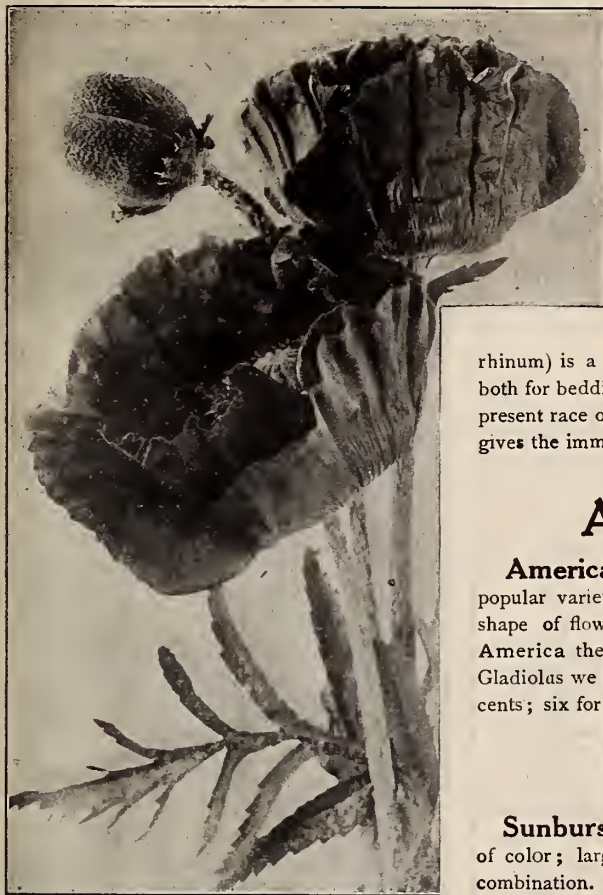 rhinum) is a
both for beddi
present race o
gives the imm
A
America
popular varie
shape of flow
America the
Gladiolas we
cents; six for
Sunburs
of color; larg
combination.